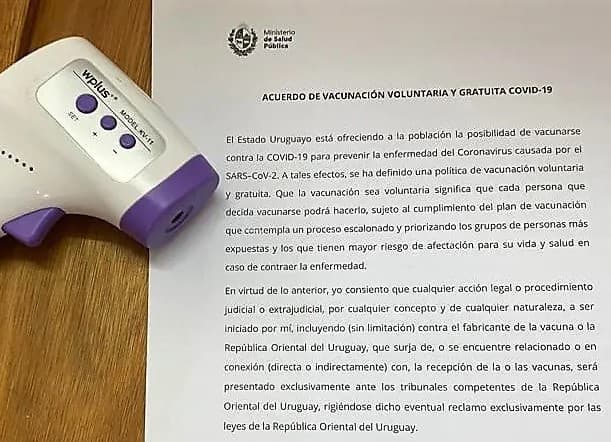 wplus
MODEL:KV-11
SET
+
-
Ministerio
de Salud
Pública
ACUERDO DE VACUNACIÓN VOLUNTARIA Y GRATUITA COVID-19
El Estado Uruguayo está ofreciendo a la población la posibilidad de vacunarse
contra la COVID-19 para prevenir la enfermedad del Coronavirus causada por el
SARS-CoV-2. A tales efectos, se ha definido una política de vacunación voluntaria
y gratuita. Que la vacunación sea voluntaria significa que cada persona que
decida vacunarse podrá hacerlo, sujeto al cumplimiento del plan de vacunación
que contempla un proceso escalonado y priorizando los grupos de personas más
expuestas y los que tienen mayor riesgo de afectación para su vida y salud en
caso de contraer la enfermedad.
En virtud de lo anterior, yo consiento que cualquier acción legal o procedimiento
judicial o extrajudicial, por cualquier concepto y de cualquier naturaleza, a ser
iniciado por mí, incluyendo (sin limitación) contra el fabricante de la vacuna o la
República Oriental del Uruguay, que surja de, o se encuentre relacionado o en
conexión (directa o indirectamente) con, la recepción de la o las vacunas, será
presentado exclusivamente ante los tribunales competentes de la República
Oriental del Uruguay, rigiéndose dicho eventual reclamo exclusivamente por las
leyes de la República Oriental del Uruguay.